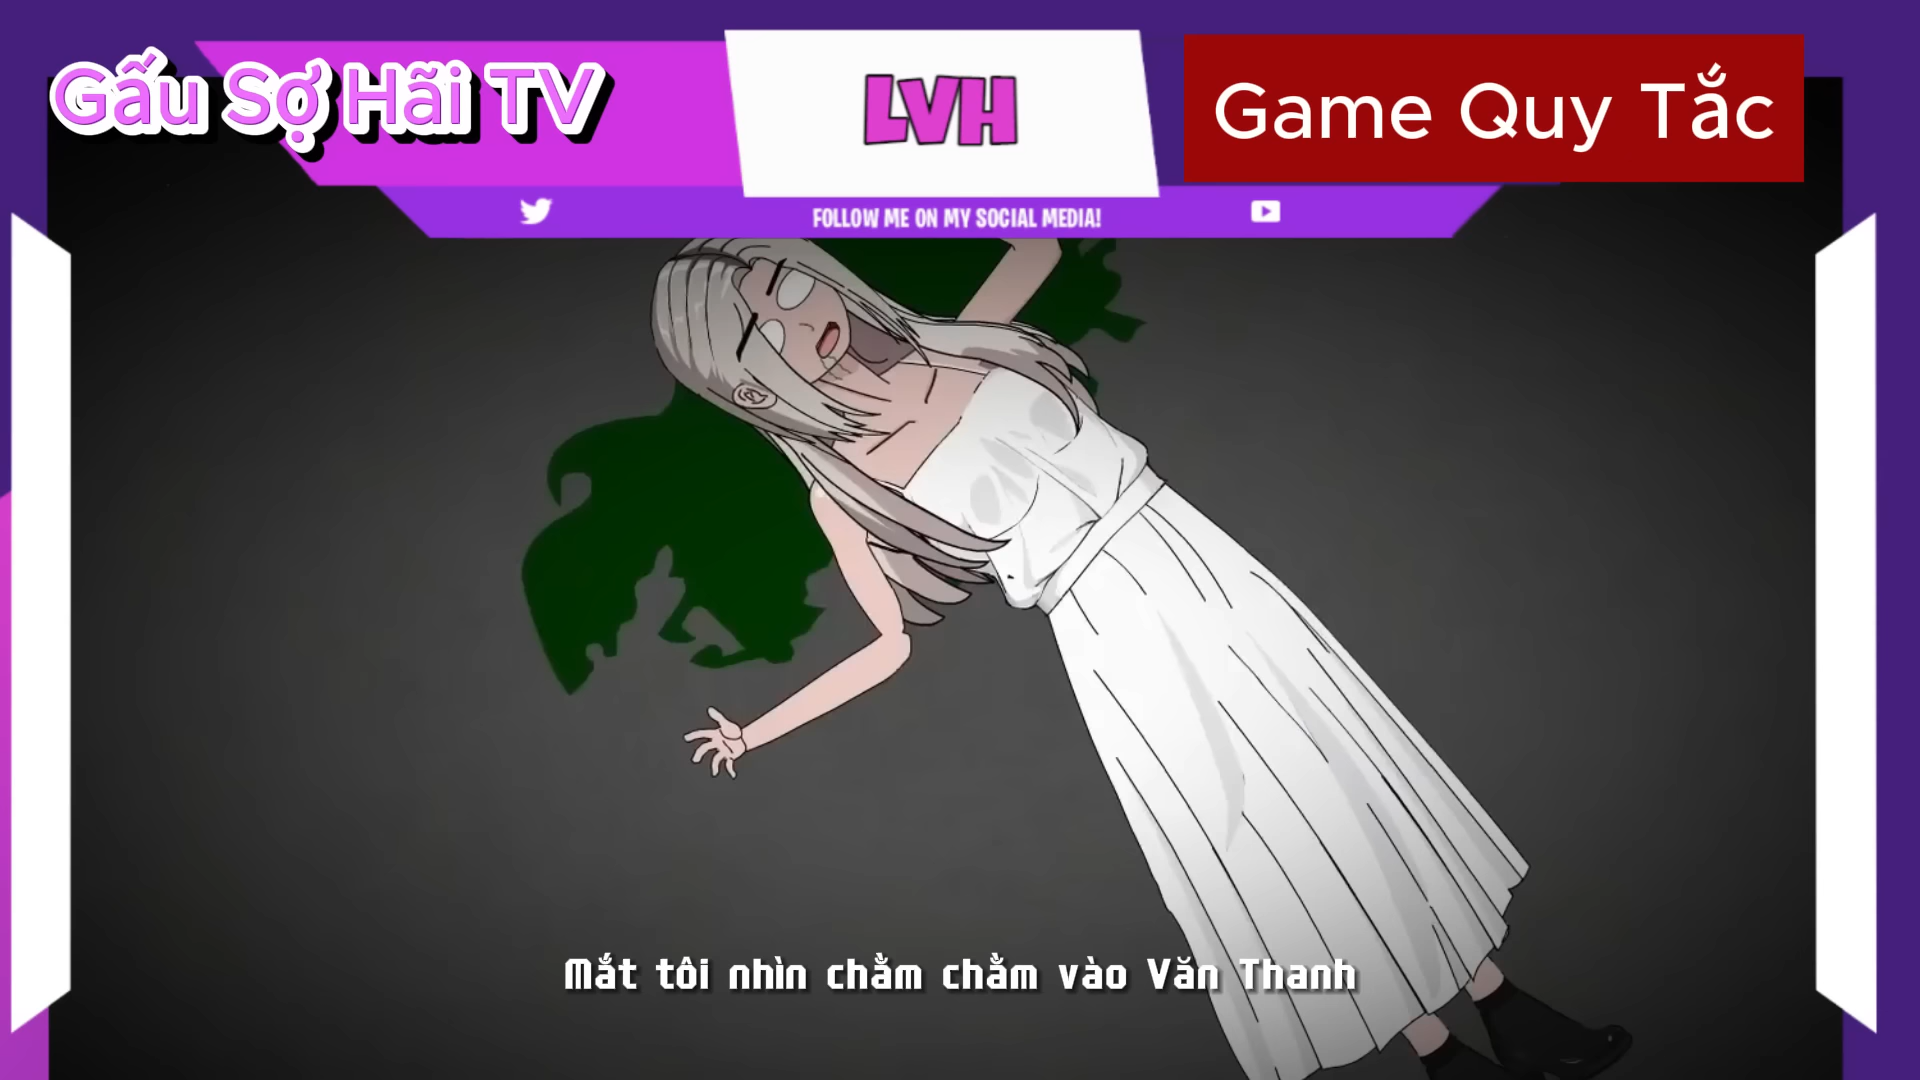 Gấu Sợ Hãi TV
LVH
Game Quy Tắc
FOLLOW ME ON MY SOCIAL MEDIA!
Mắt tôi nhìn chằm chằm vào Văn Thanh